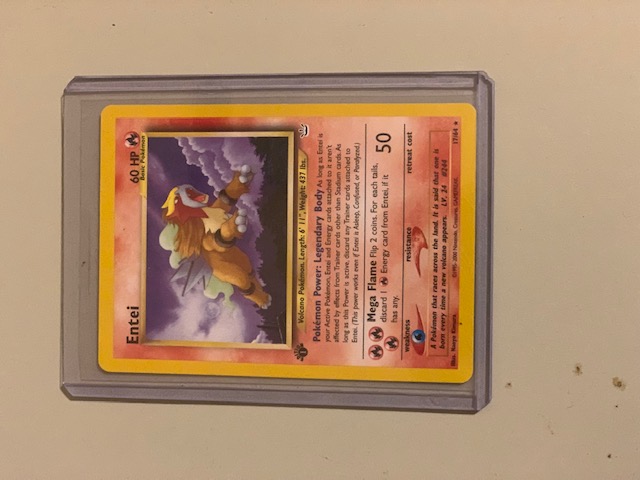 Entei
60 HP
Basic Pokémon
Volcano Pokémon. Length: 6' 11", Weight: 437 lbs.
Pokémon Power: Legendary Body As long as Entei is
your Active Pokémon, Entei and Energy cards attached to it aren't
affected by effects from Trainer cards other than Stadium cards. As
long as this Power is active, discard any Trainer cards attached to
Entei. (This power works even if Entei is Asleep, Confused, or Paralyzed.)
Mega Flame Flip 2 coins. For each tails,
discard 1 Energy card from Entei, if it
has any.
50
weakness resistance retreat cost
A Pokémon that races across the land. It is said that one is
born every time a new volcano appears. LV. 24 #244
Illus. Naoyo Kimura ©1995-2000 Nintendo, Creatures, GAMEFREAK. 17/64 ★